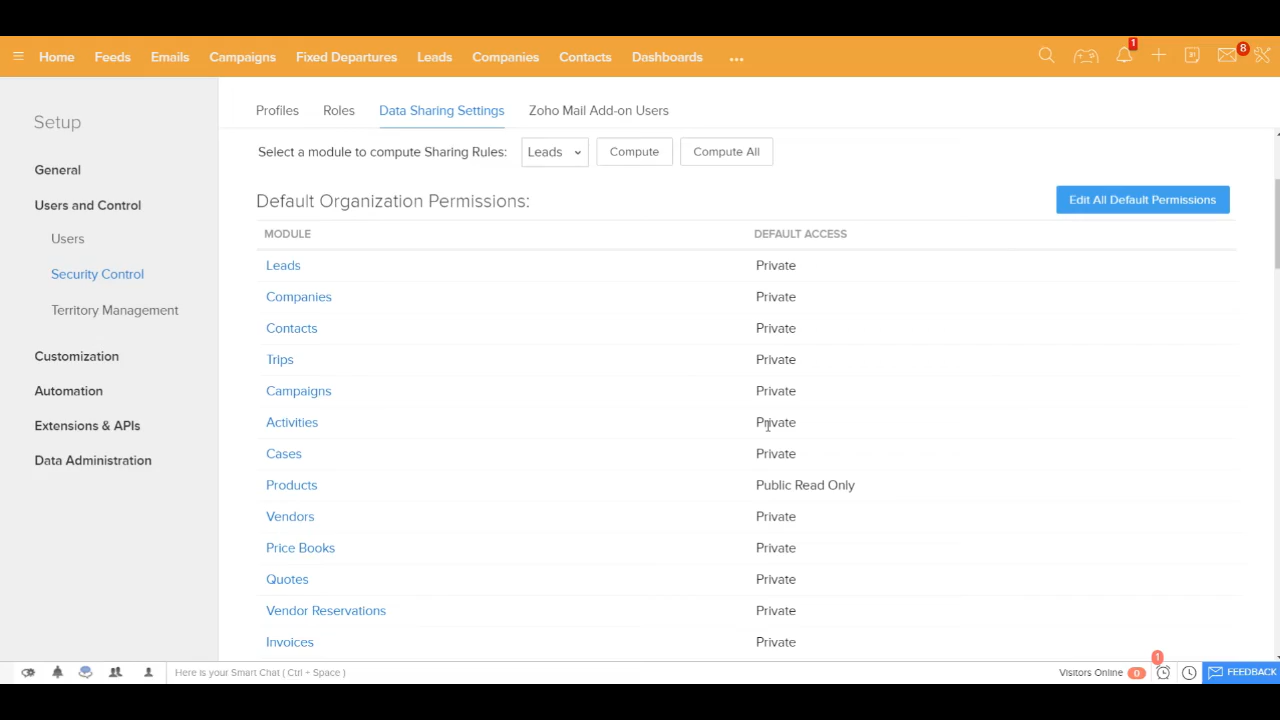 Home Feeds Emails Campaigns Fixed Departures Leads Companies Contacts Dashboards ... 1 8
Setup
General
Users and Control
Users
Security Control
Territory Management
Customization
Automation
Extensions & APIs
Data Administration
Profiles Roles Data Sharing Settings Zoho Mail Add-on Users
Select a module to compute Sharing Rules: Leads Compute Compute All
Default Organization Permissions: Edit All Default Permissions
MODULE DEFAULT ACCESS
Leads Private
Companies Private
Contacts Private
Trips Private
Campaigns Private
Activities Private
Cases Private
Products Public Read Only
Vendors Private
Price Books Private
Quotes Private
Vendor Reservations Private
Invoices Private
Here is your Smart Chat ( Ctrl + Space ) Visitors Online 0 1 FEEDBACK